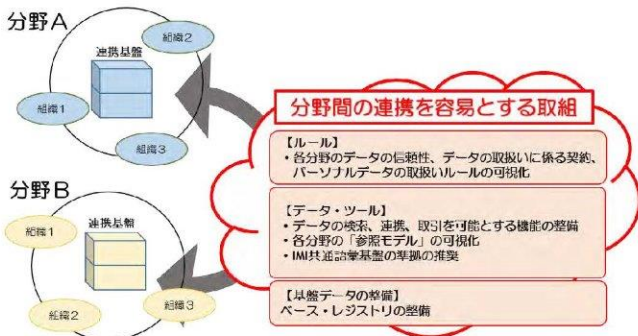 分野A
組織2
連携基盤
組織1
組織3
分野B
組織1
連携基盤
組織2
組織3
分野間の連携を容易とする取組
【ルール】
・各分野のデータの信頼性、データの取扱いに係る契約、
パーソナルデータの取扱いルールの可視化
【データ・ツール】
・データの検索、連携、取引を可能とする機能の整備
・各分野の「参照モデル」の可視化
・IMI共通語彙基盤の準拠の推奨
【基盤データの整備】
ベース・レジストリの整備